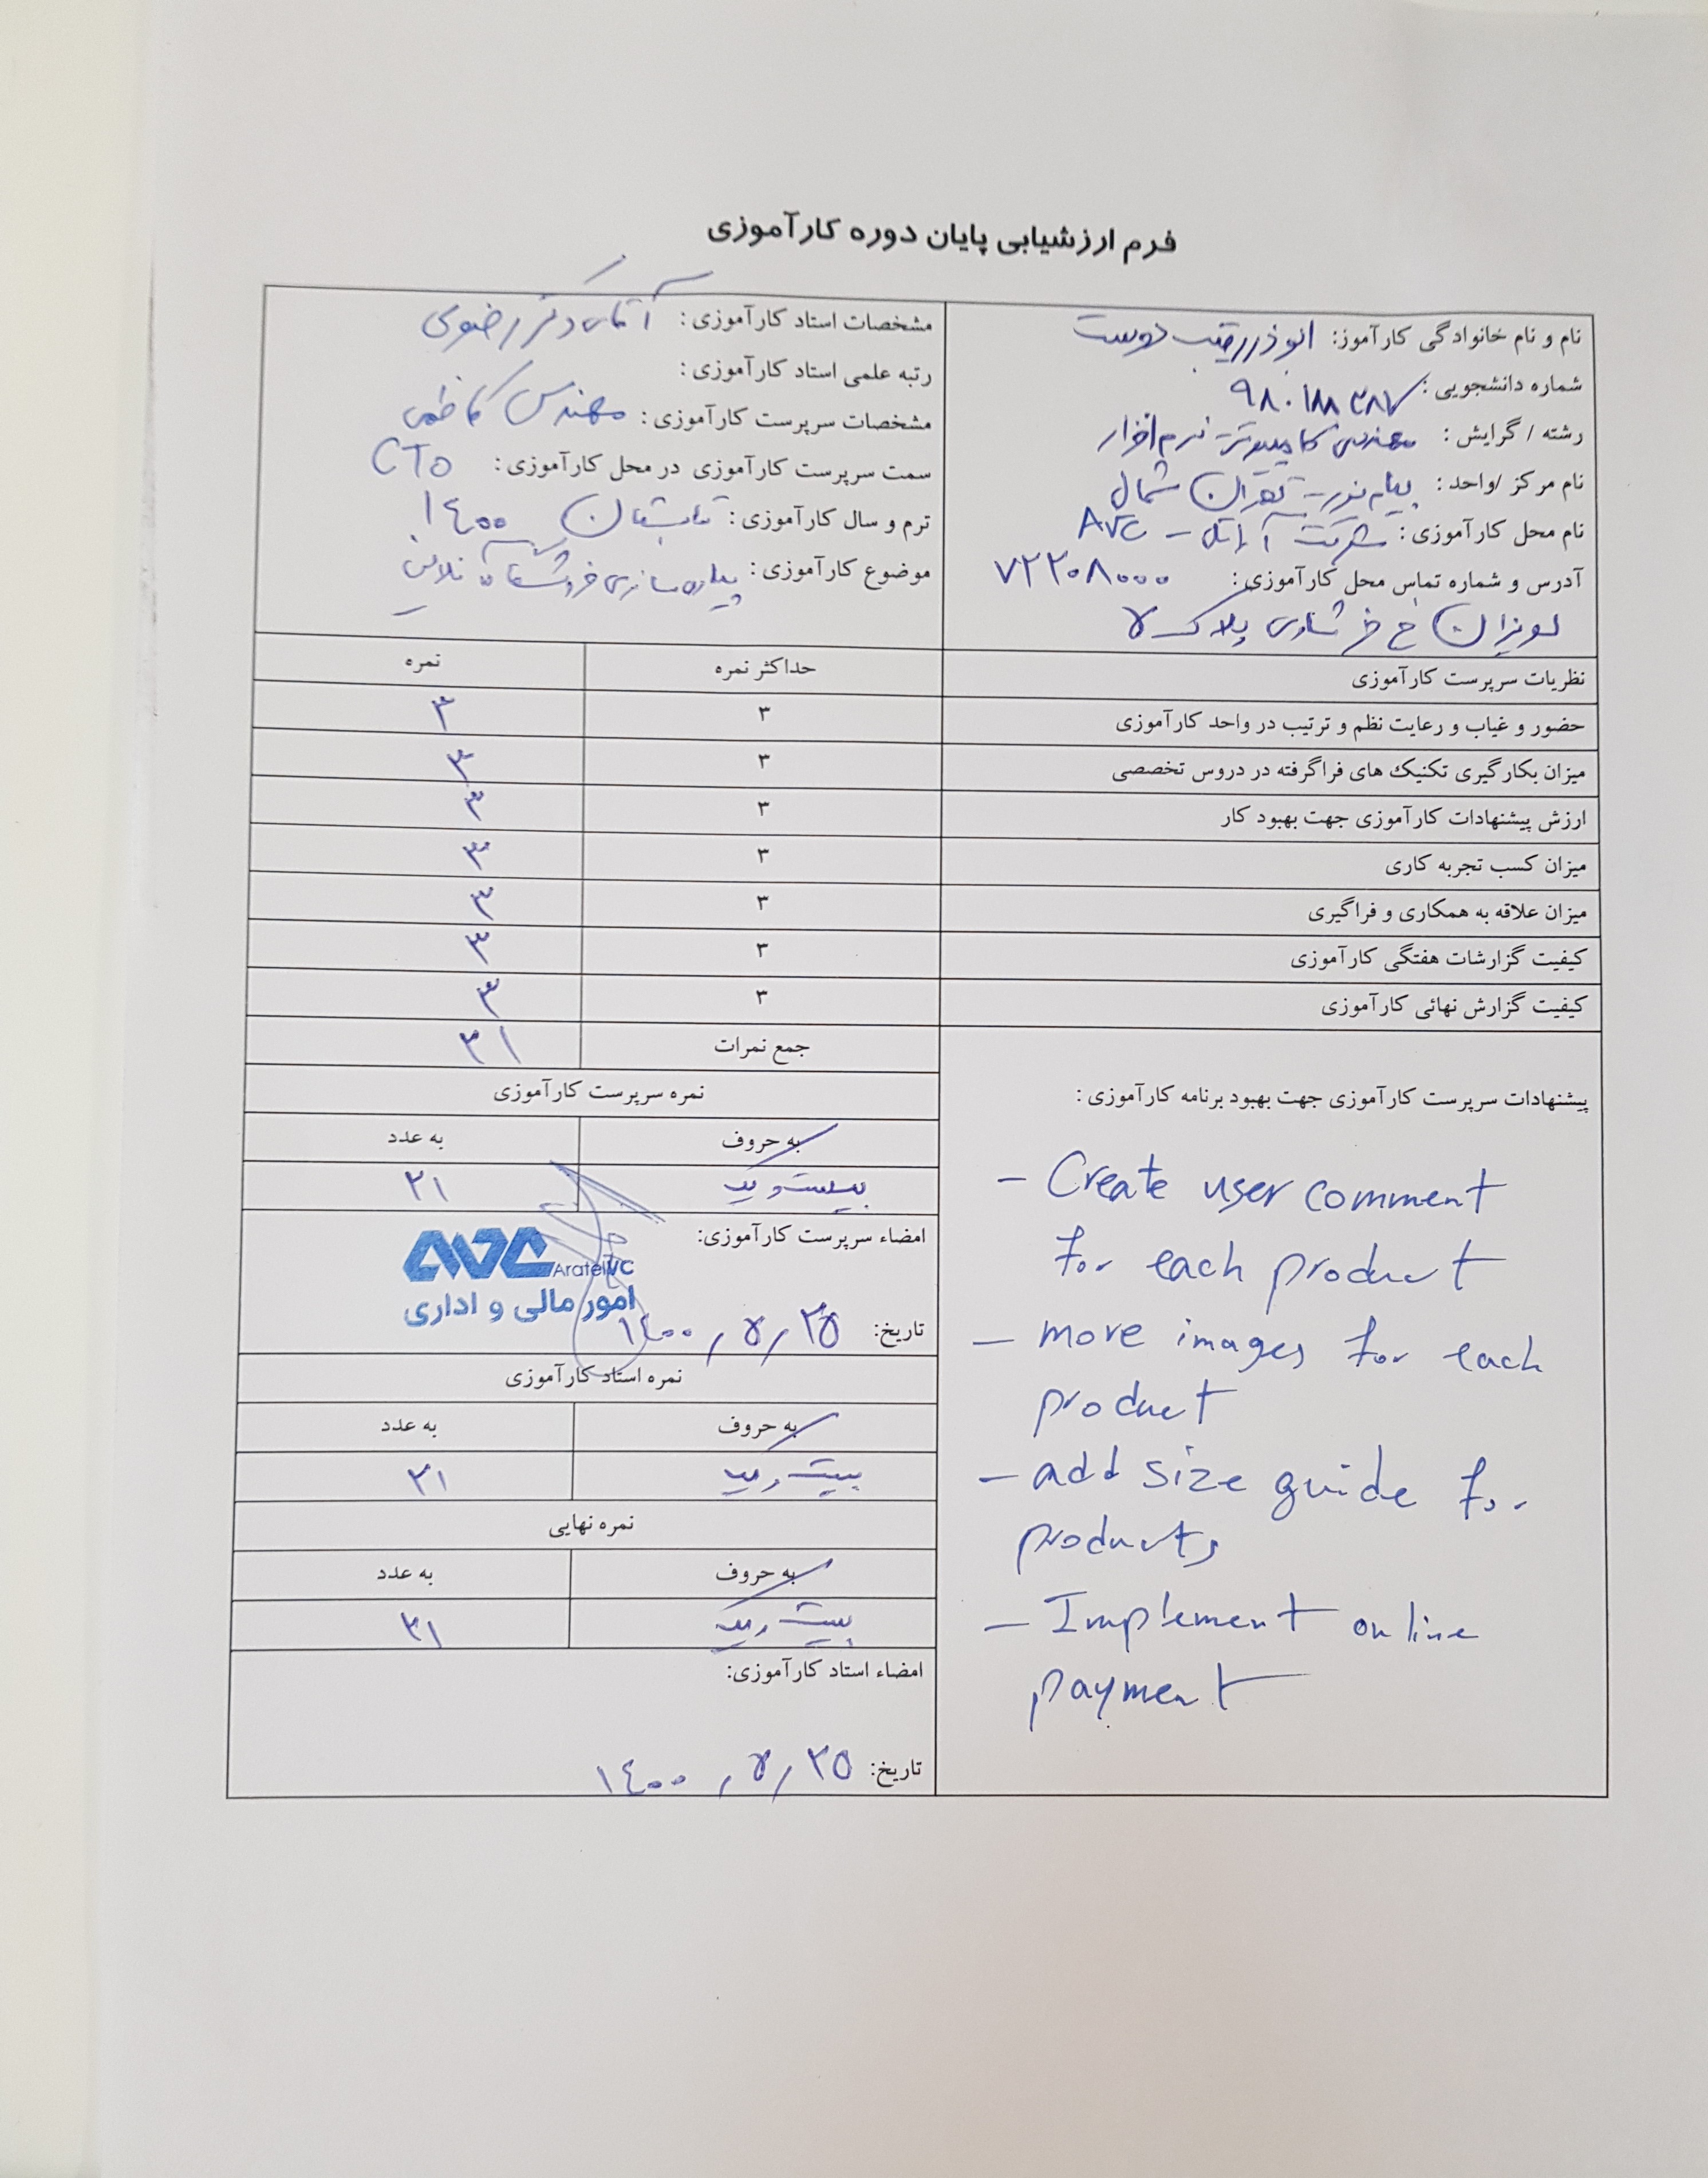 فرم ارزشیابی پایان دوره کارآموزی
نام و نام خانوادگی کارآموز: ابوذر رقیب دوست
شماره دانشجویی: ۹۸۰۱۸۸۳۸۷
رشته / گرایش: مهندسی کامپیوتر - نرم افزار
نام مرکز /واحد: پیام نور - تهران شمال
نام محل کارآموزی: شرکت آراتل - AVC
آدرس و شماره تماس محل کارآموزی: ۷۲۲۰۸۰۰۰
لویزان خ پلاک ۷
مشخصات استاد کارآموزی: آقای دکتر رضوی
رتبه علمی استاد کارآموزی:
مشخصات سرپرست کارآموزی: مهندس کاظمی
سمت سرپرست کارآموزی در محل کارآموزی: CTO
ترم و سال کارآموزی: تابستان ۱۴۰۰
موضوع کارآموزی: پیاده سازی فروشگاه آنلاین
نظریات سرپرست کارآموزی حداکثر نمره نمره
حضور و غیاب و رعایت نظم و ترتیب در واحد کارآموزی ۳ ۳
میزان بکارگیری تکنیک های فراگرفته در دروس تخصصی ۳ ۳
ارزش پیشنهادات کارآموزی جهت بهبود کار ۳ ۳
میزان کسب تجربه کاری ۳ ۳
میزان علاقه به همکاری و فراگیری ۳ ۳
کیفیت گزارشات هفتگی کارآموزی ۳ ۳
کیفیت گزارش نهائی کارآموزی ۳ ۳
پیشنهادات سرپرست کارآموزی جهت بهبود برنامه کارآموزی :
- Create user comment
for each product
- more images for each
product
- add size guide for
products
- Implement online
payment
جمع نمرات ۲۱
نمره سرپرست کارآموزی
به حروف به عدد
بیست و یک ۲۱
امضاء سرپرست کارآموزی:
AVC
AratelVC
امور مالی و اداری
تاریخ: ۱۴۰۰/۵/۲۵
نمره استاد کارآموزی
به حروف به عدد
بیست و یک ۲۱
نمره نهایی
به حروف به عدد
بیست و یک ۲۱
امضاء استاد کارآموزی:
تاریخ: ۱۴۰۰/۵/۲۵